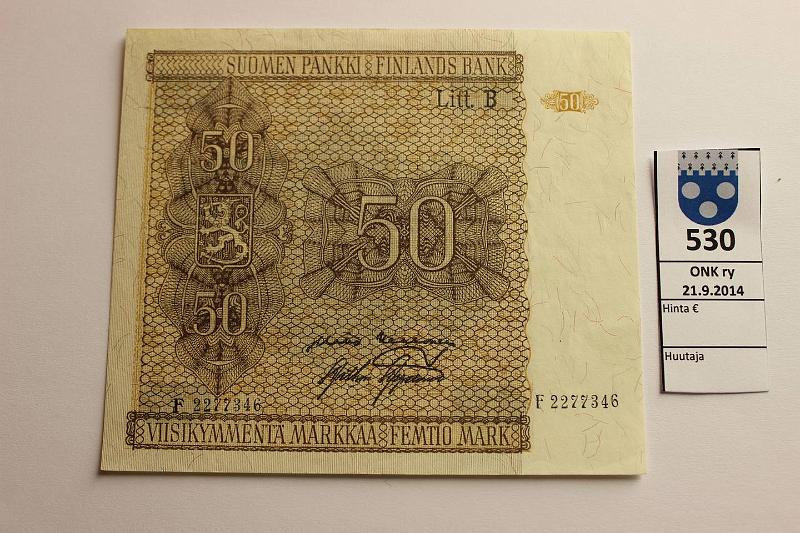 SUOMEN PANKKI FINLANDS BANK
Litt. B
50
50
50
50
F 2277346
F 2277346
VIISIKYMMENTÄ MARKKAA FEMTIO MARK
530
ONK ry
21.9.2014
Hinta €
Huutaja